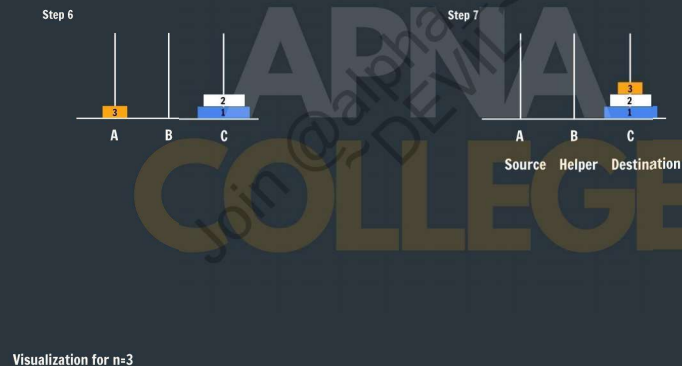 Step 6
Step 7
APNA
COLLEGE
Join @alpha
~ DEVIL
3
2
1
A B C
3
2
1
A B C
Source Helper Destination
Visualization for n=3